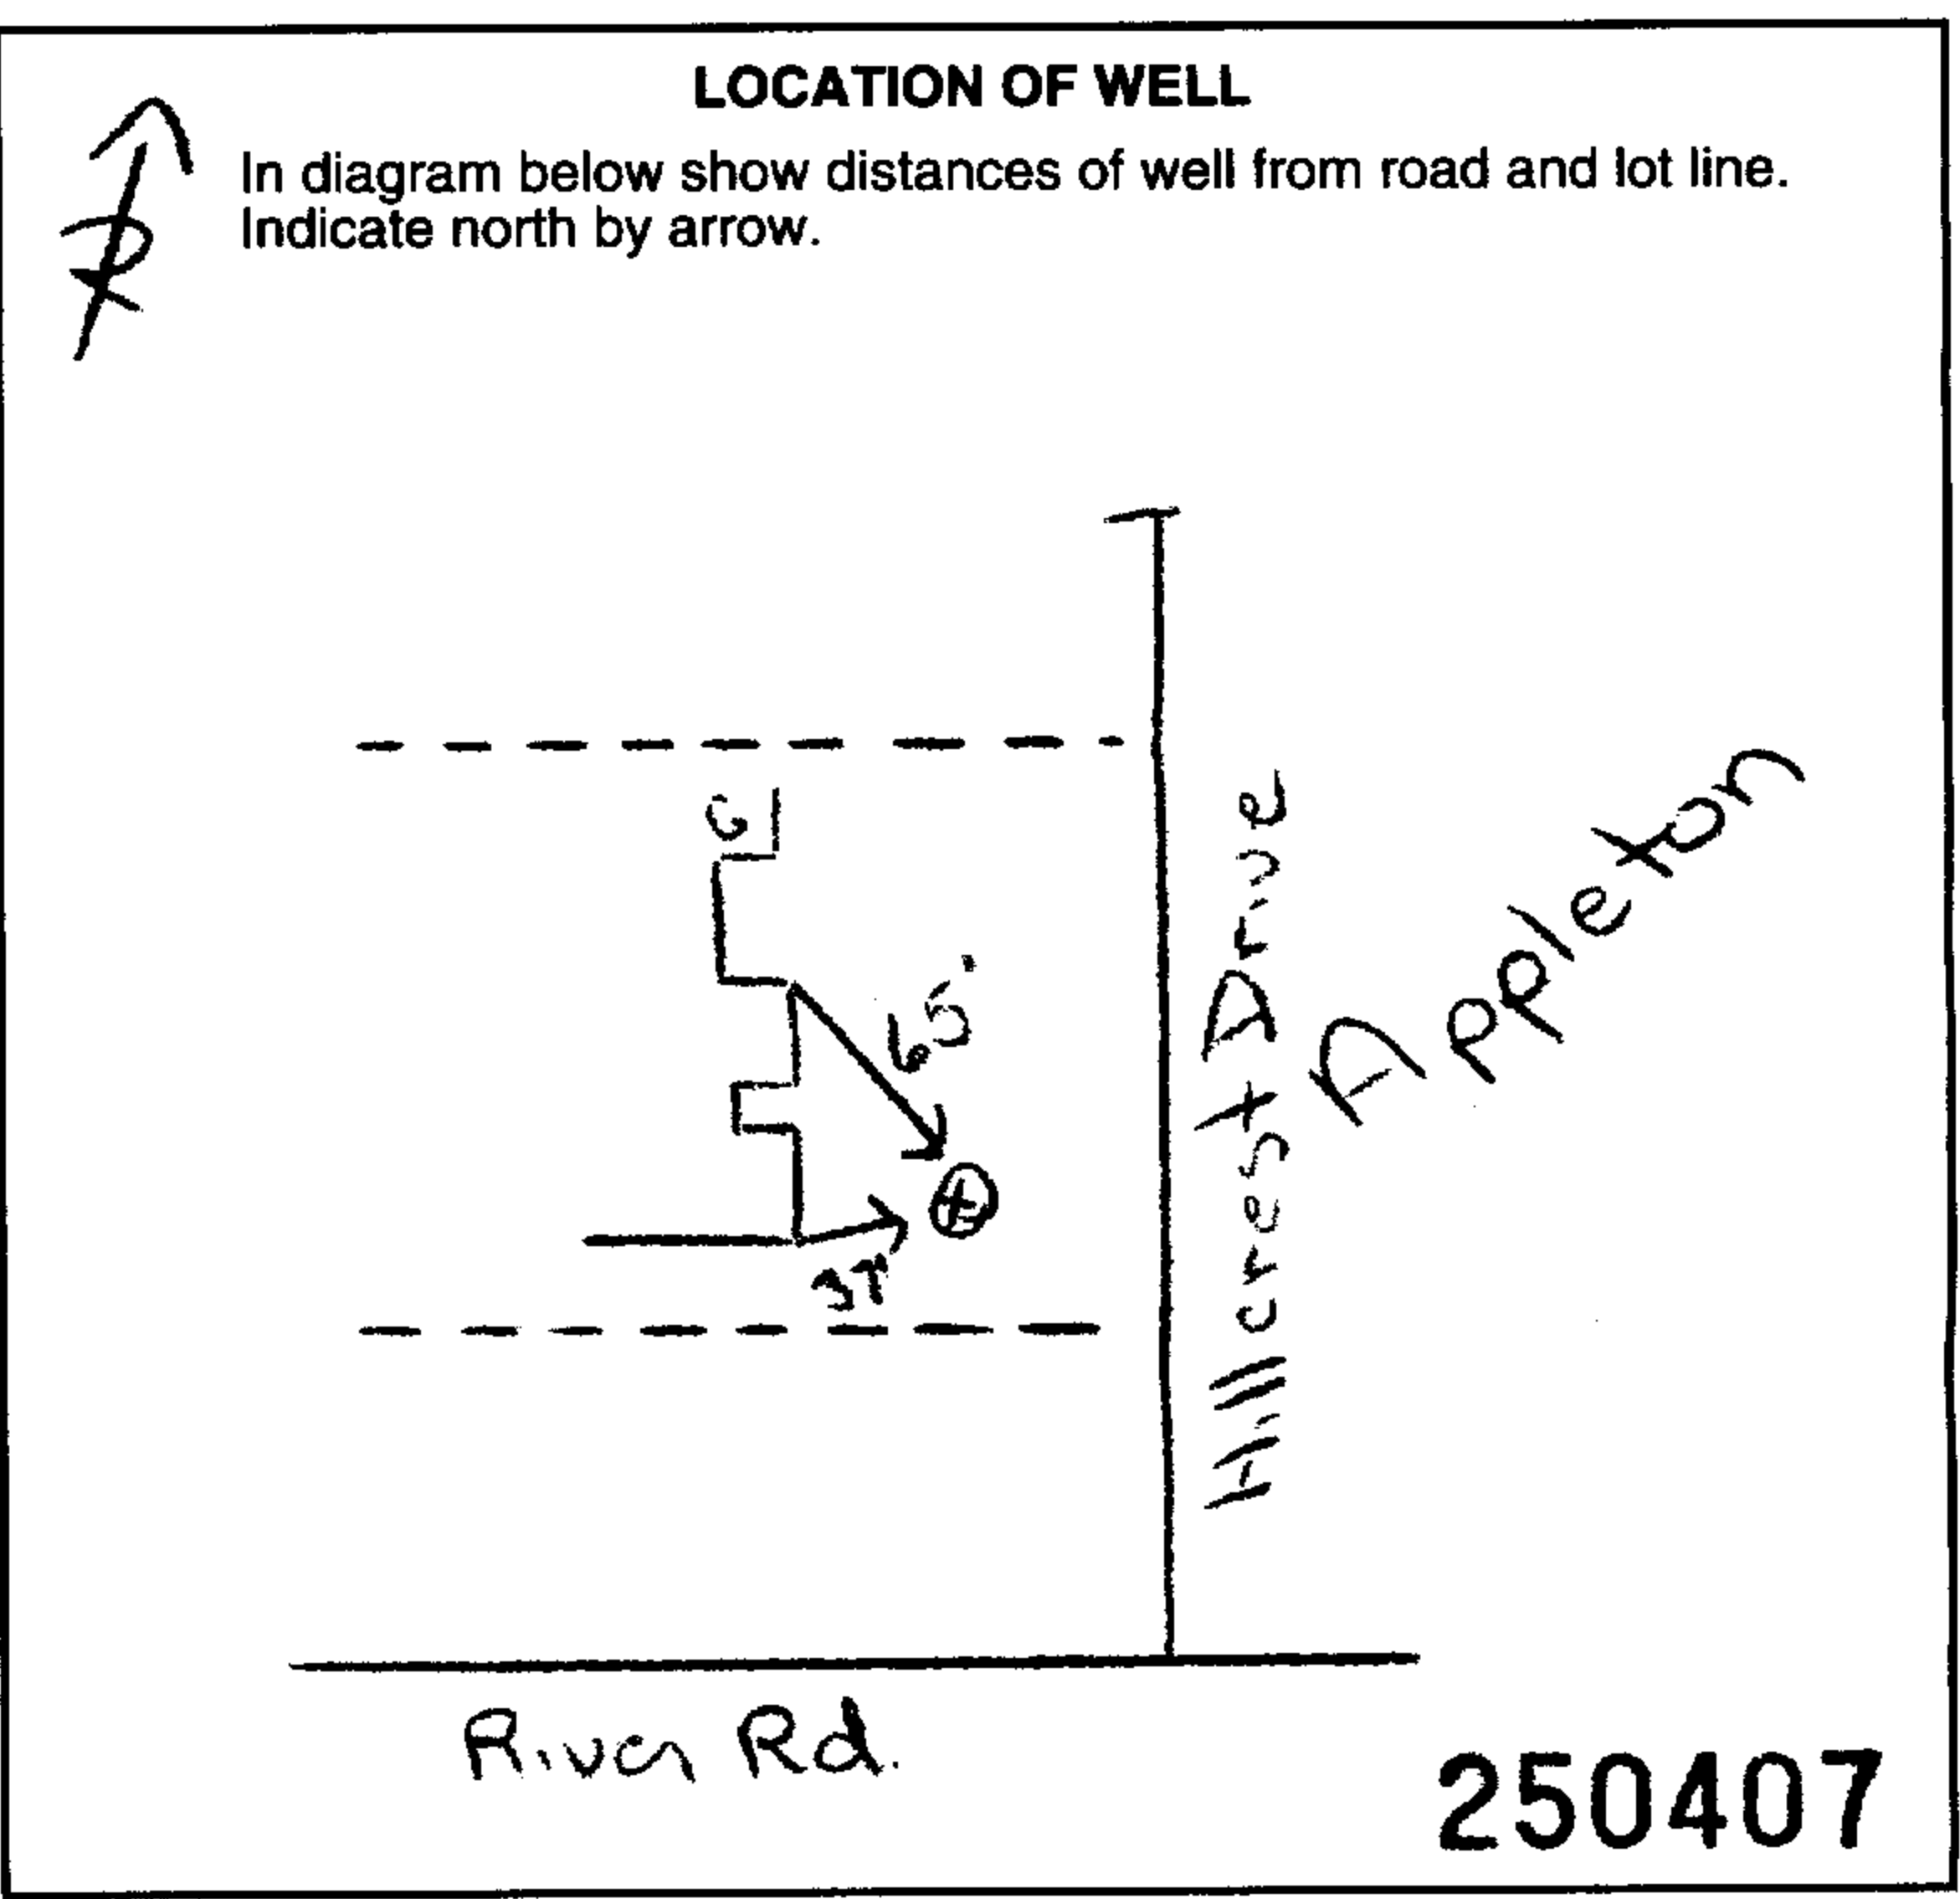 LOCATION OF WELL
In diagram below show distances of well from road and lot line.
Indicate north by arrow.
G
65'
Hillcrest Drive
Appleton
River Rd.
250407